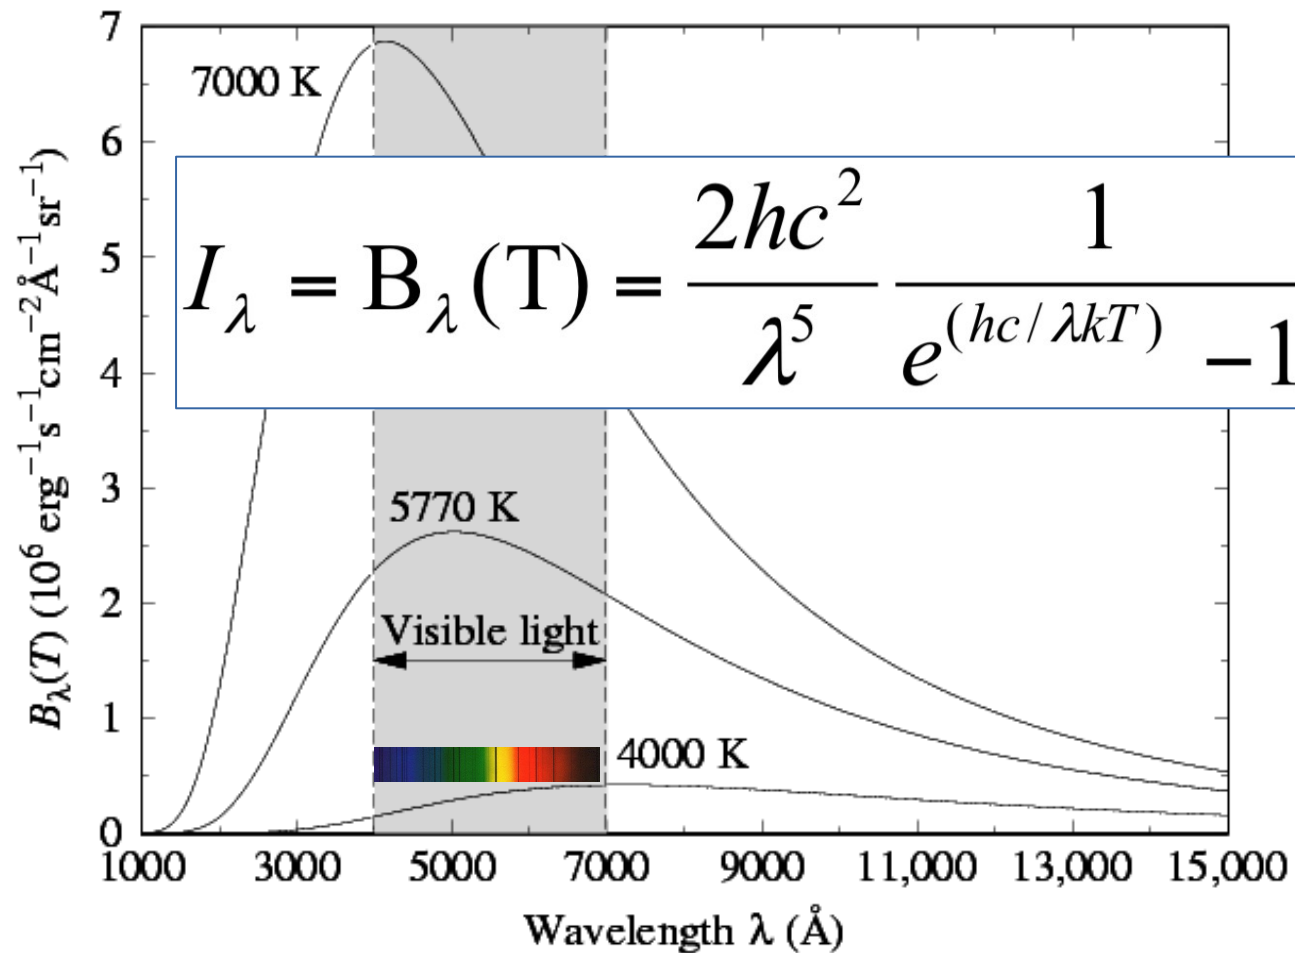 7
7000 K
6
I_λ = B_λ(T) = \frac{2hc^2}{λ^5} \frac{1}{e^{(hc/λkT)} - 1}
5
4
3
5770 K
2
Visible light
1
4000 K
0
B_λ(T) (10^6 erg^{-1}s^{-1}cm^{-2}Å^{-1}sr^{-1})
1000 3000 5000 7000 9000 11,000 13,000 15,000
Wavelength λ (Å)